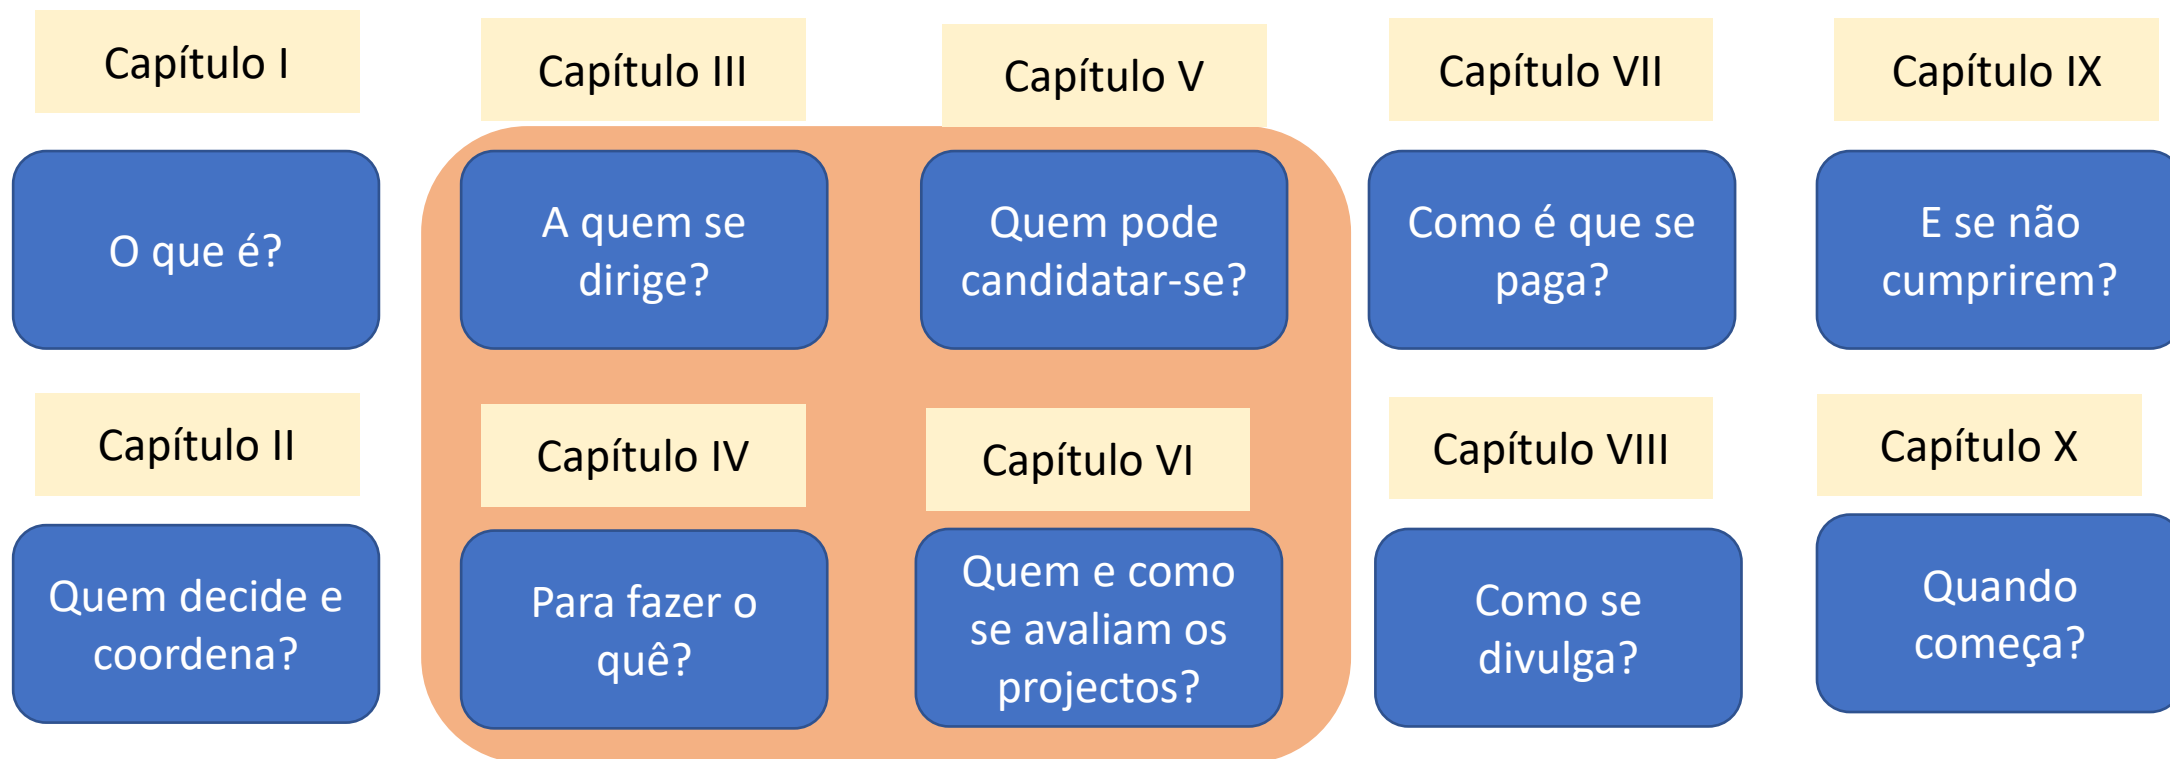 Capítulo I
O que é?
Capítulo II
Quem decide e
coordena?
Capítulo III
A quem se
dirige?
Capítulo IV
Para fazer o
quê?
Capítulo V
Quem pode
candidatar-se?
Capítulo VI
Quem e como
se avaliam os
projectos?
Capítulo VII
Como é que se
paga?
Capítulo VIII
Como se
divulga?
Capítulo IX
E se não
cumprirem?
Capítulo X
Quando
começa?